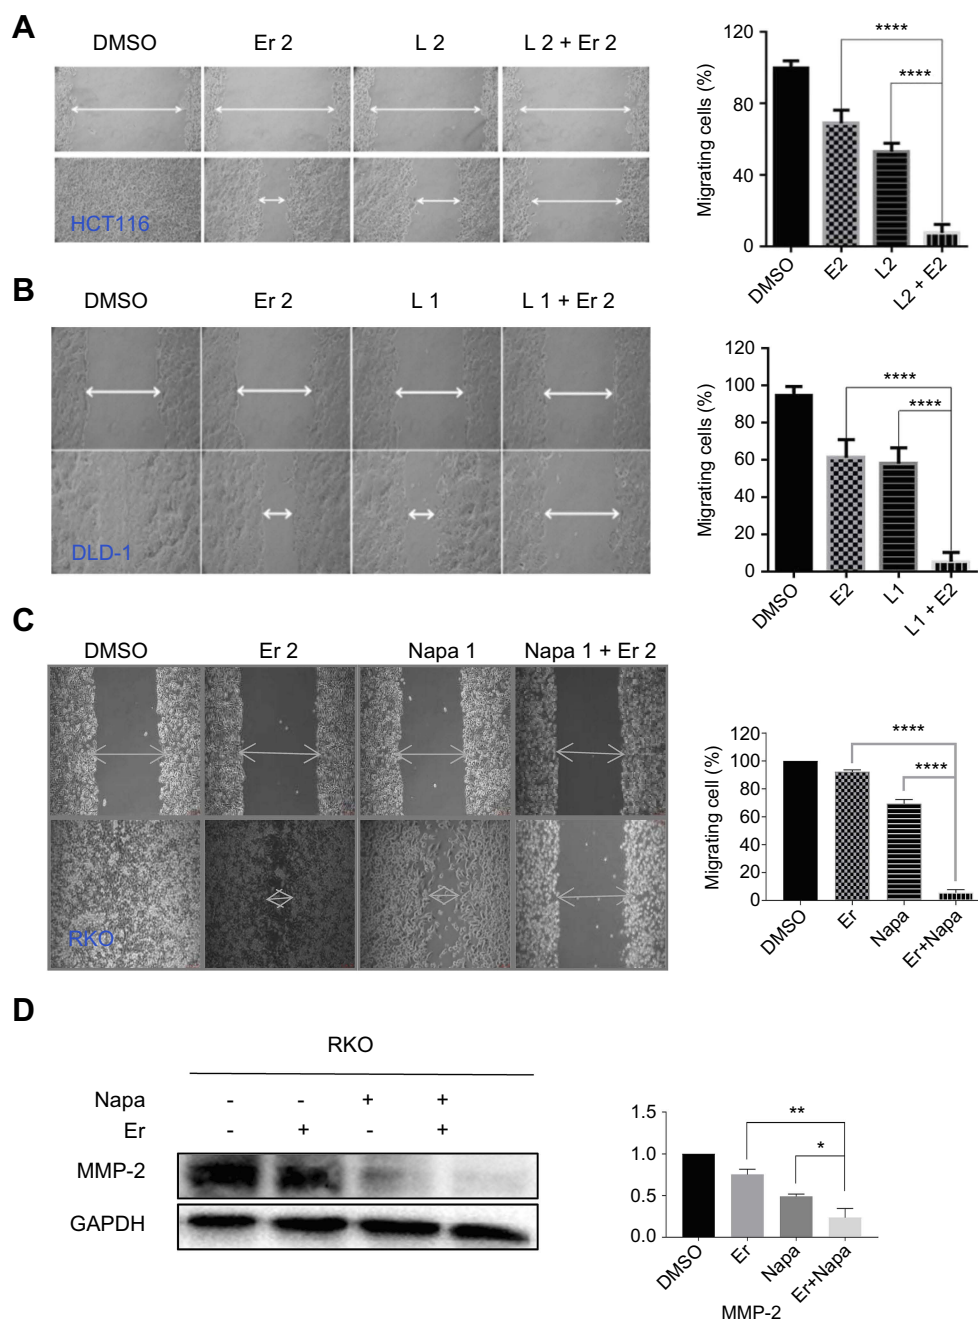 A
DMSO Er 2 L 2 L 2 + Er 2
HCT116
Migrating cells (%)
120
80
40
0
****
****
DMSO E2 L2 L2 + E2
B
DMSO Er 2 L 1 L 1 + Er 2
DLD-1
Migrating cells (%)
120
100
80
60
40
20
0
****
****
DMSO E2 L1 L1 + E2
C
DMSO Er 2 Napa 1 Napa 1 + Er 2
RKO
Migrating cell (%)
120
100
80
60
40
20
0
****
****
DMSO Er Napa Er+Napa
D
RKO
Napa - - + +
Er - + - +
MMP-2
GAPDH
1.5
1.0
0.5
0.0
**
*
DMSO Er Napa Er+Napa
MMP-2